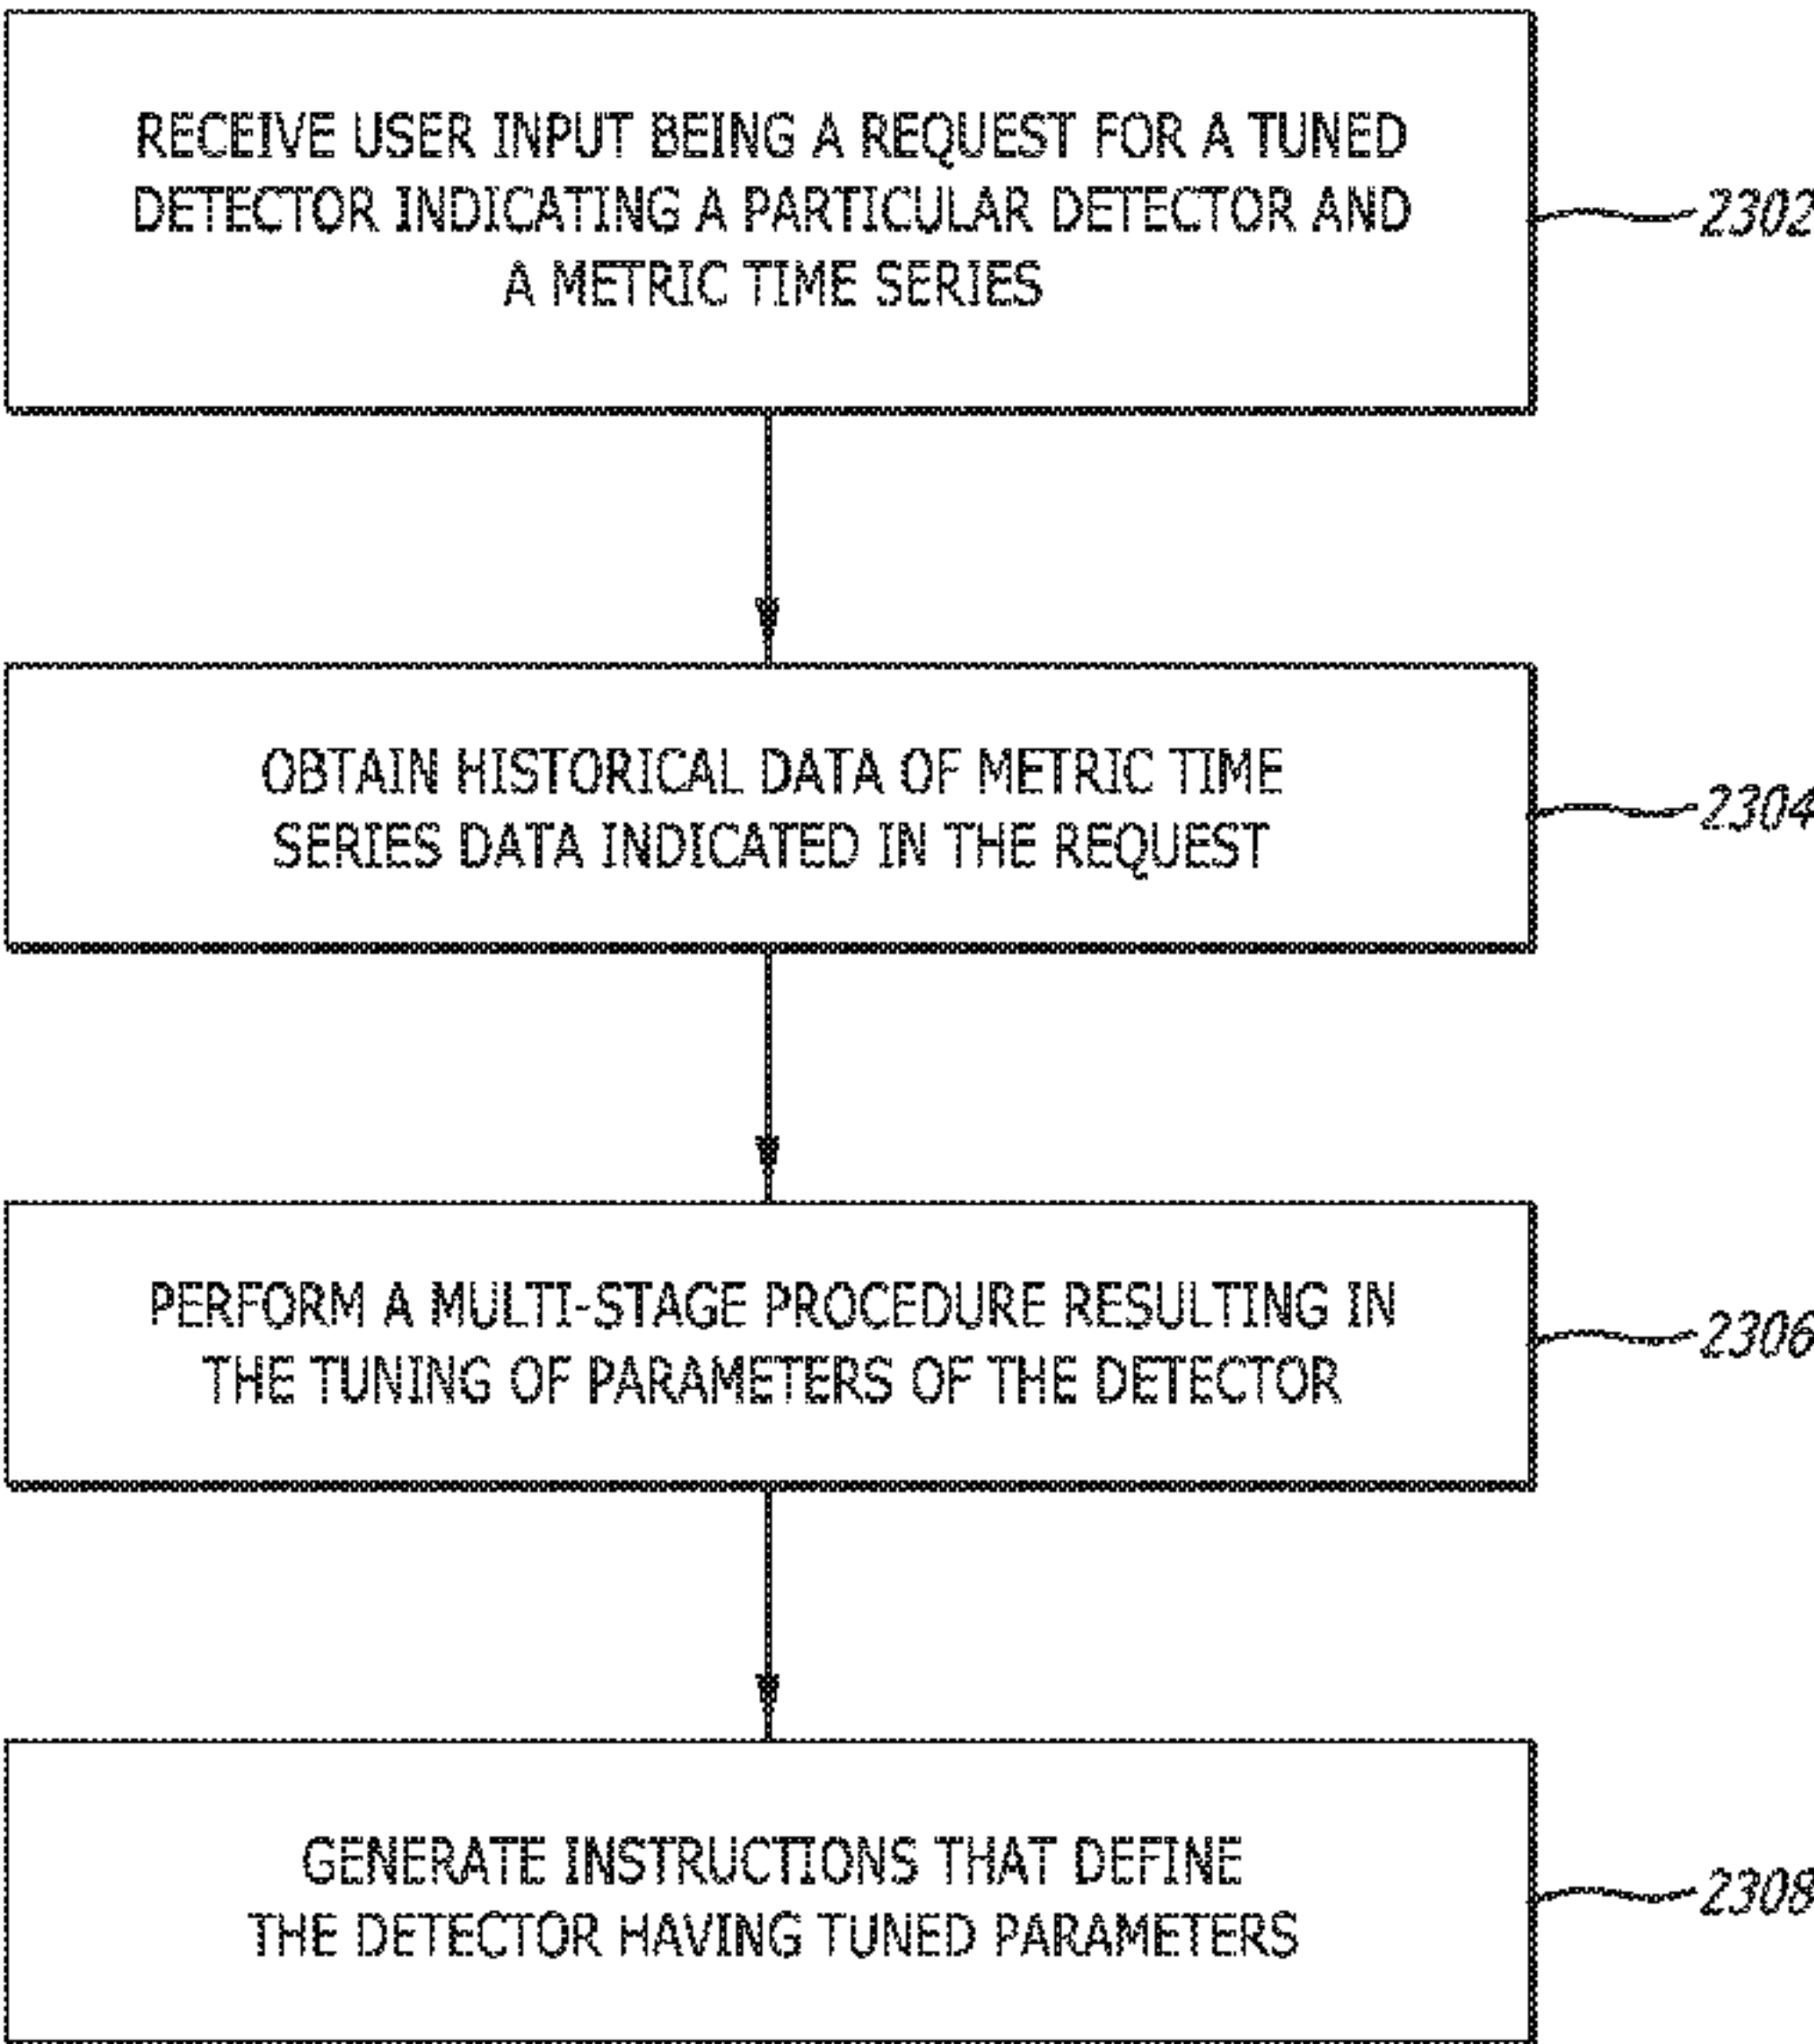 RECEIVE USER INPUT BEING A REQUEST FOR A TUNED
DETECTOR INDICATING A PARTICULAR DETECTOR AND
A METRIC TIME SERIES
2302
OBTAIN HISTORICAL DATA OF METRIC TIME
SERIES DATA INDICATED IN THE REQUEST
2304
PERFORM A MULTI-STAGE PROCEDURE RESULTING IN
THE TUNING OF PARAMETERS OF THE DETECTOR
2306
GENERATE INSTRUCTIONS THAT DEFINE
THE DETECTOR HAVING TUNED PARAMETERS
2308